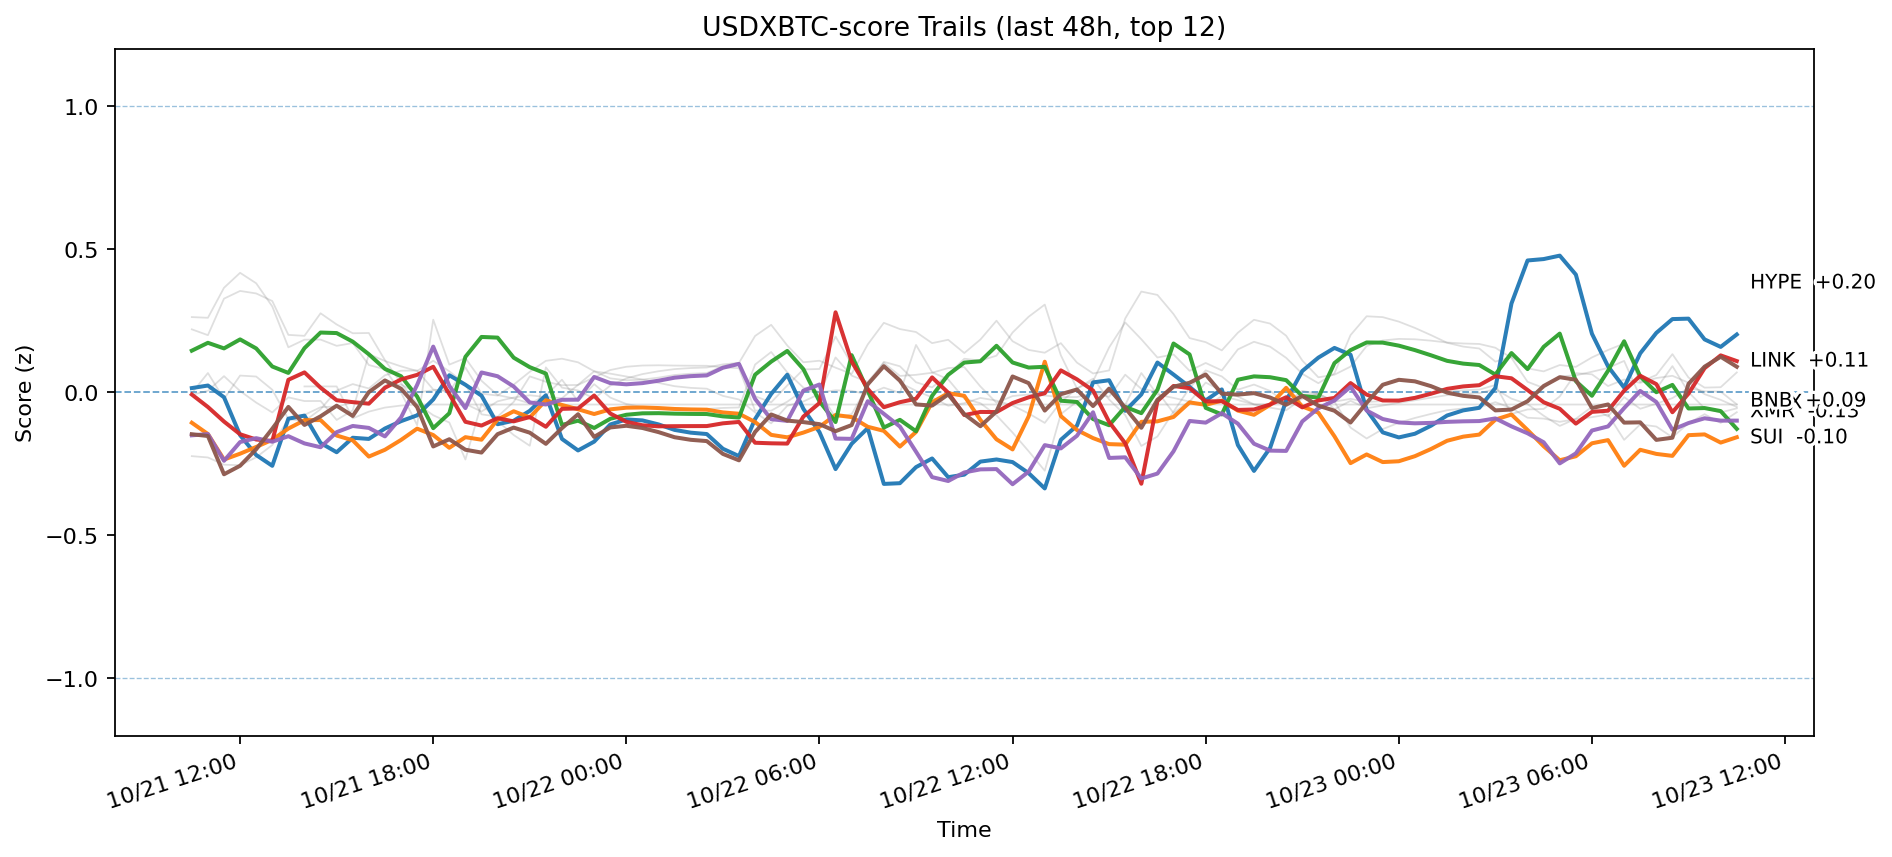 USDXBTC-score Trails (last 48h, top 12)
Score (z)
1.0
0.5
0.0
−0.5
−1.0
HYPE +0.20
LINK +0.11
BNB +0.09
XMR -0.13
SUI -0.10
10/21 12:00
10/21 18:00
10/22 00:00
10/22 06:00
10/22 12:00
10/22 18:00
10/23 00:00
10/23 06:00
10/23 12:00
Time